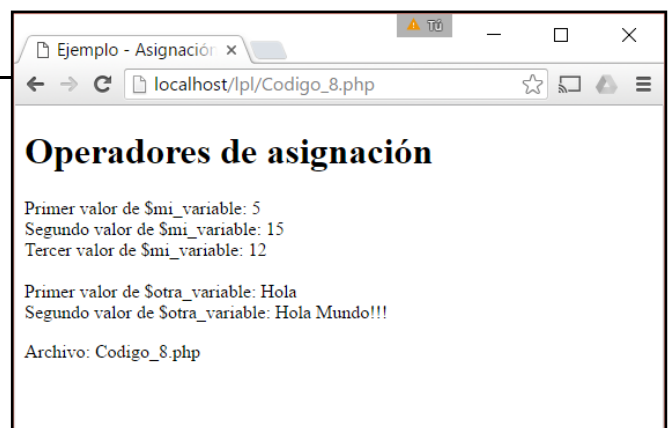 Tú
Ejemplo - Asignación
localhost/lpl/Codigo_8.php
Operadores de asignación
Primer valor de $mi_variable: 5
Segundo valor de $mi_variable: 15
Tercer valor de $mi_variable: 12
Primer valor de $otra_variable: Hola
Segundo valor de $otra_variable: Hola Mundo!!!
Archivo: Codigo_8.php